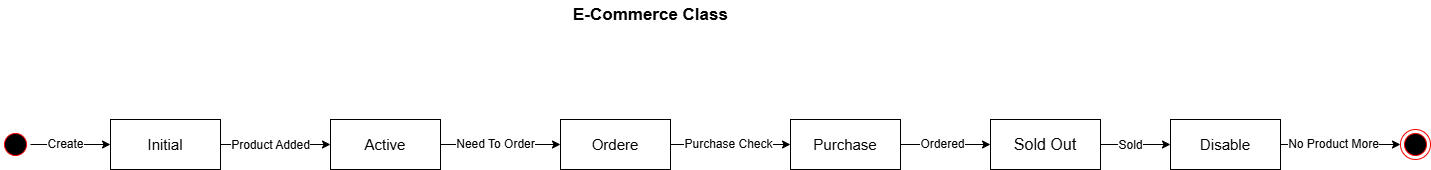 E-Commerce Class
Create
Initial
Product Added
Active
Need To Order
Ordere
Purchase Check
Purchase
Ordered
Sold Out
Sold
Disable
No Product More